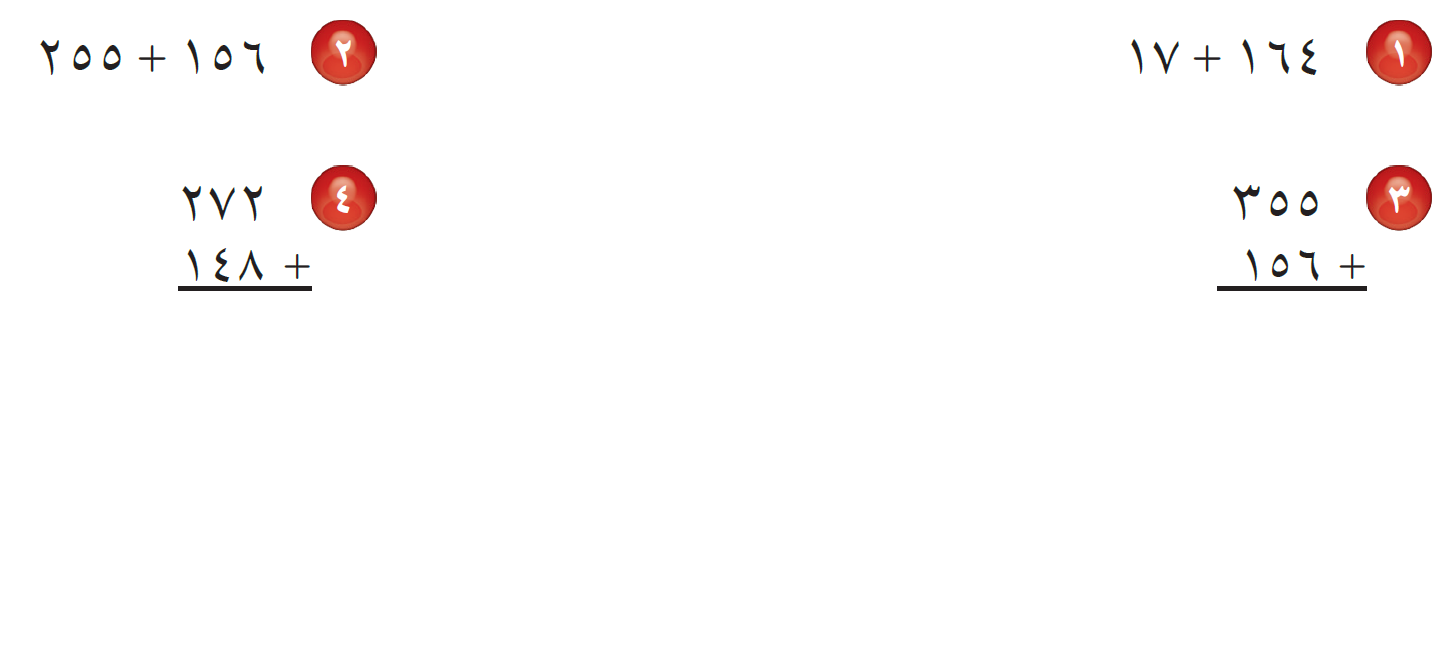 ١ ١٦٤ + ١٧
٢ ١٥٦ + ٢٥٥
٣ ٣٥٥
+ ١٥٦
٤ ٢٧٢
+ ١٤٨